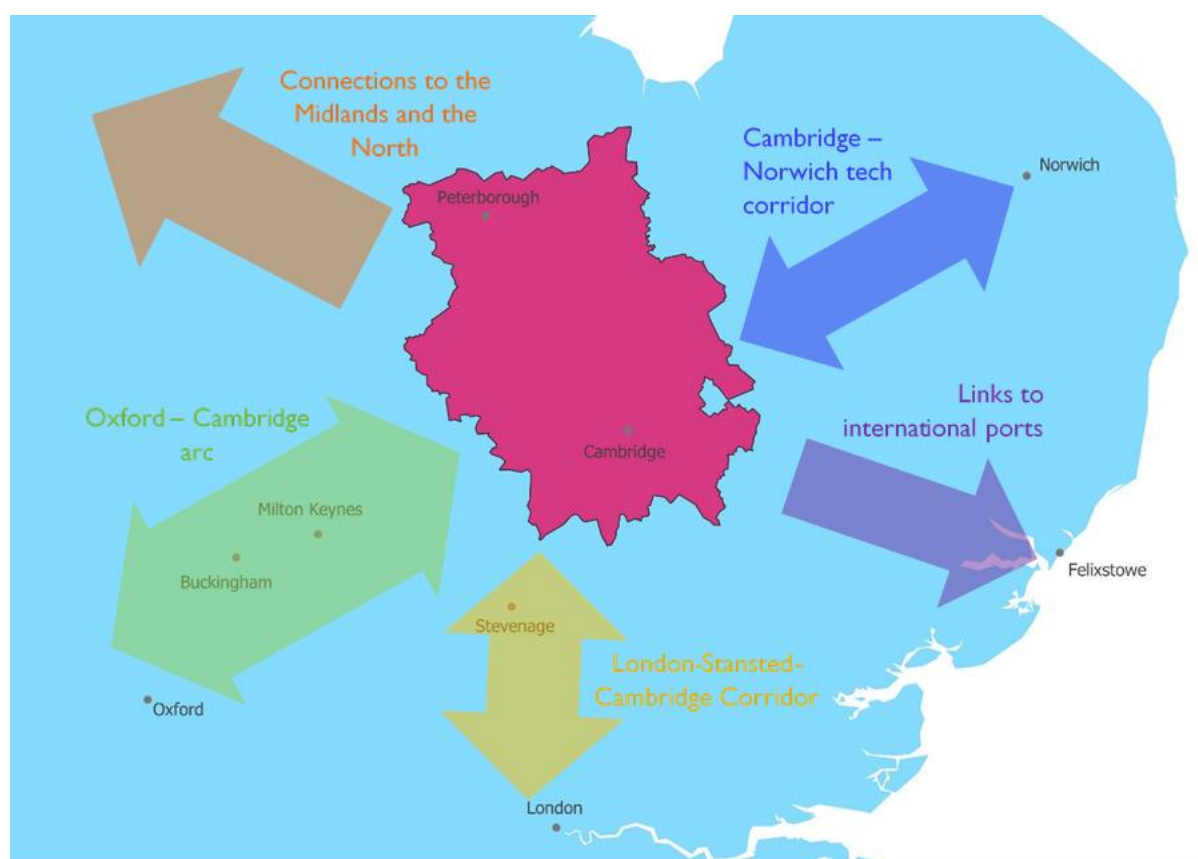 Connections to the
Midlands and the
North
Cambridge –
Norwich tech
corridor
Norwich
Peterborough
Links to
international ports
Oxford – Cambridge
arc
Cambridge
Milton Keynes
Buckingham
Felixstowe
Stevenage
London-Stansted-
Cambridge Corridor
Oxford
London